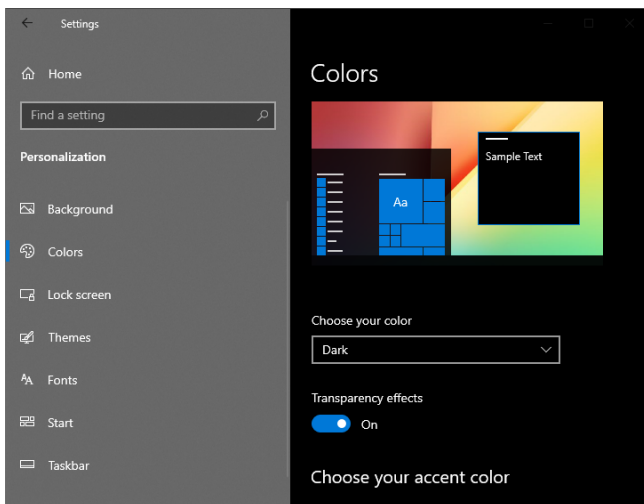 Settings
Home
Find a setting
Personalization
Background
Colors
Lock screen
Themes
Fonts
Start
Taskbar
Colors
Sample Text
Aa
Choose your color
Dark
Transparency effects
On
Choose your accent color